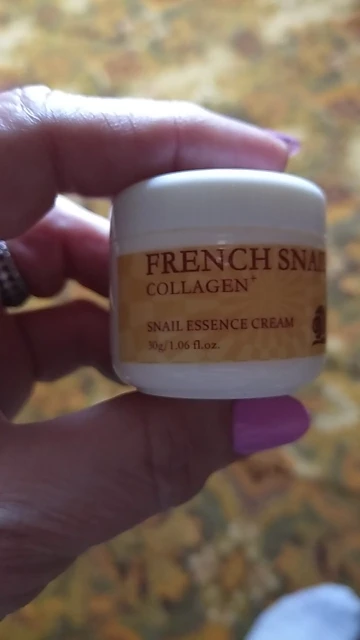 FRENCH SNAI
COLLAGEN+
SNAIL ESSENCE CREAM
30g/1.06 fl.oz.